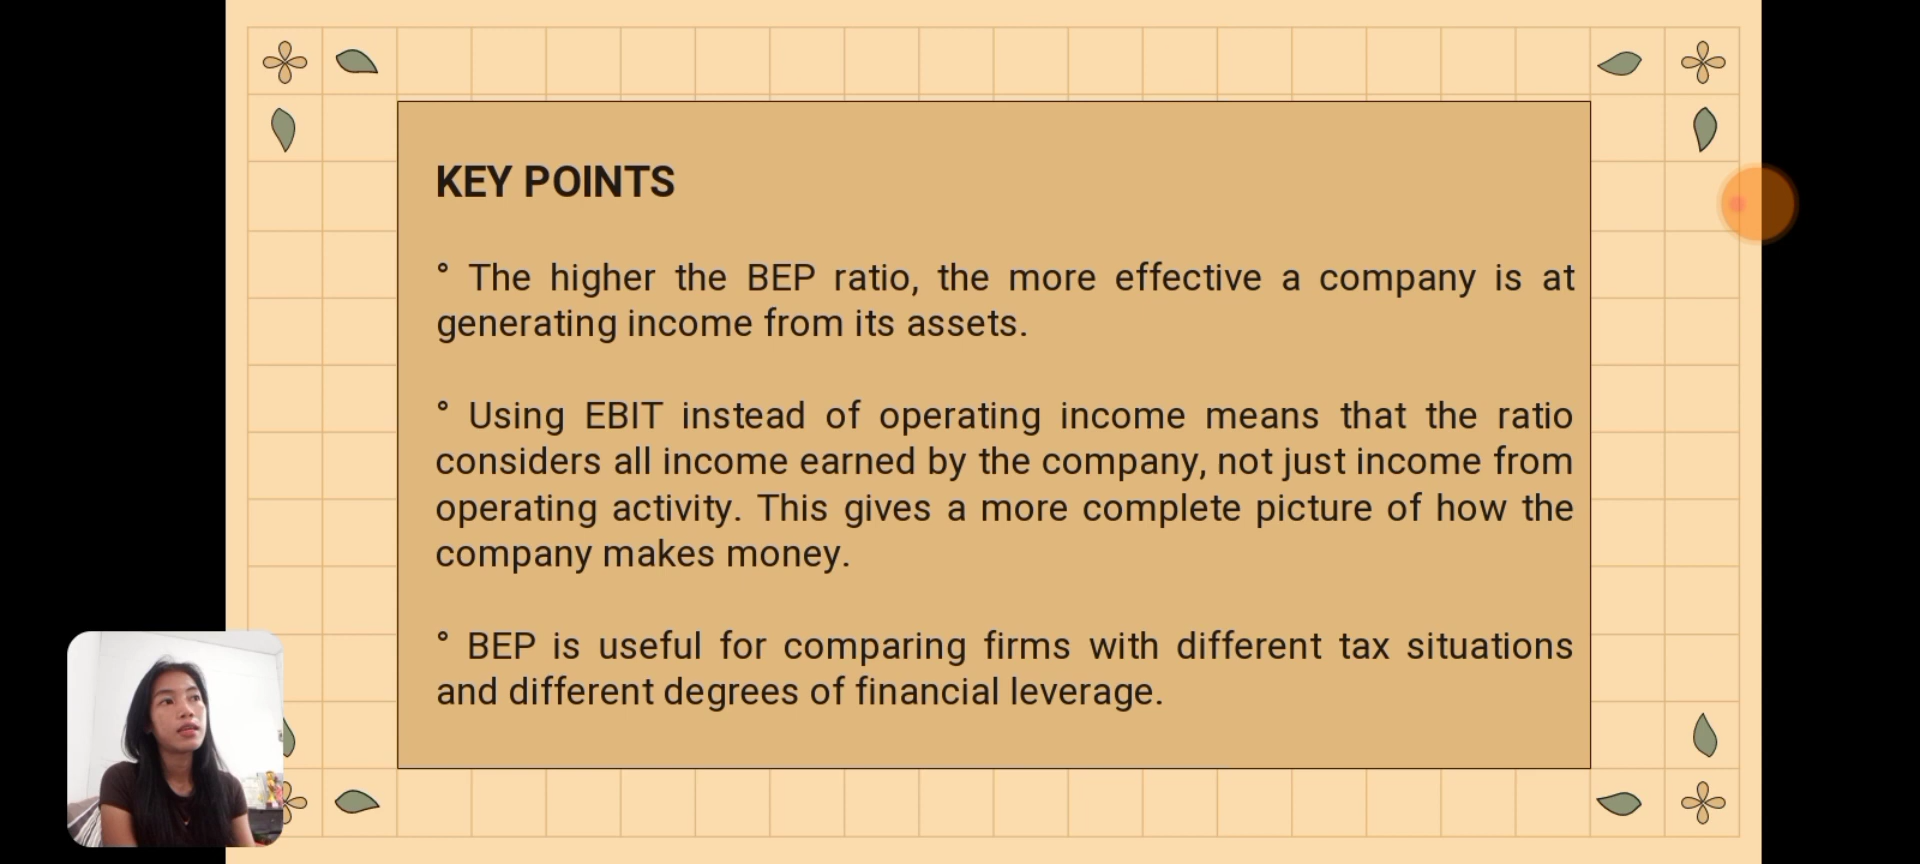 KEY POINTS
° The higher the BEP ratio, the more effective a company is at
generating income from its assets.
° Using EBIT instead of operating income means that the ratio
considers all income earned by the company, not just income from
operating activity. This gives a more complete picture of how the
company makes money.
° BEP is useful for comparing firms with different tax situations
and different degrees of financial leverage.